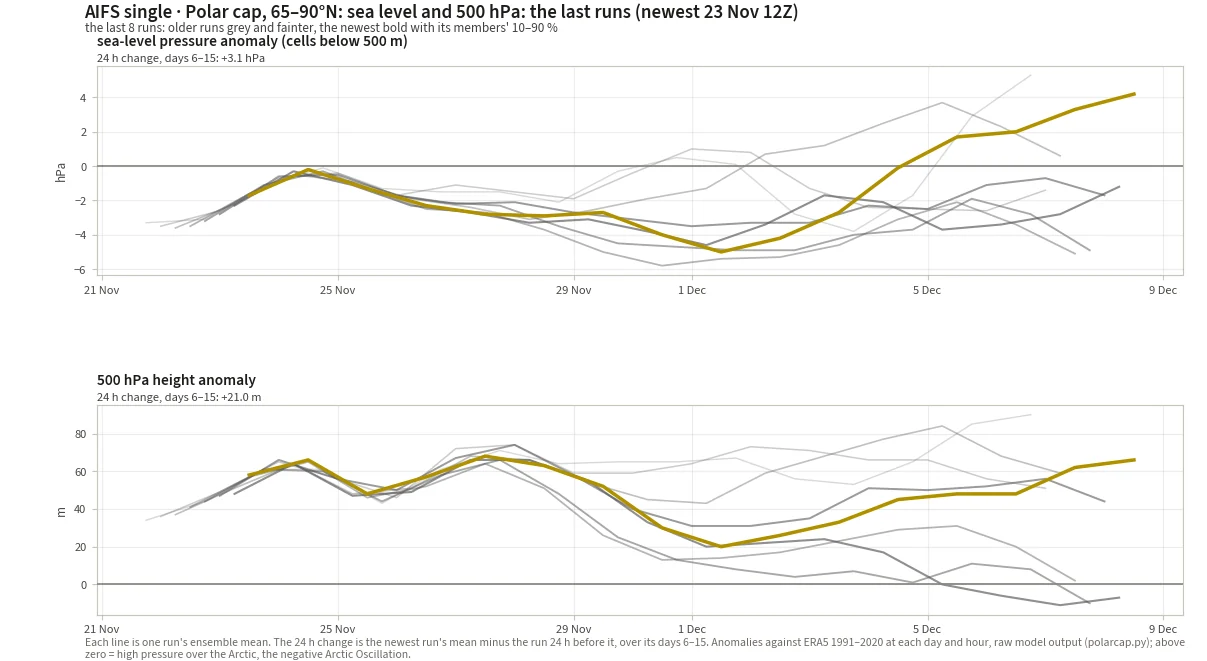 AIFS single · Polar cap, 65–90°N: sea level and 500 hPa: the last runs (newest 23 Nov 12Z)
the last 8 runs: older runs grey and fainter, the newest bold with its members' 10–90 %
sea-level pressure anomaly (cells below 500 m)
24 h change, days 6–15: +3.1 hPa
4
2
0
−2
−4
−6
hPa
21 Nov
25 Nov
29 Nov
1 Dec
5 Dec
9 Dec
500 hPa height anomaly
24 h change, days 6–15: +21.0 m
80
60
40
20
0
m
21 Nov
25 Nov
29 Nov
1 Dec
5 Dec
9 Dec
Each line is one run's ensemble mean. The 24 h change is the newest run's mean minus the run 24 h before it, over its days 6–15. Anomalies against ERA5 1991–2020 at each day and hour, raw model output (polarcap.py); above
zero = high pressure over the Arctic, the negative Arctic Oscillation.